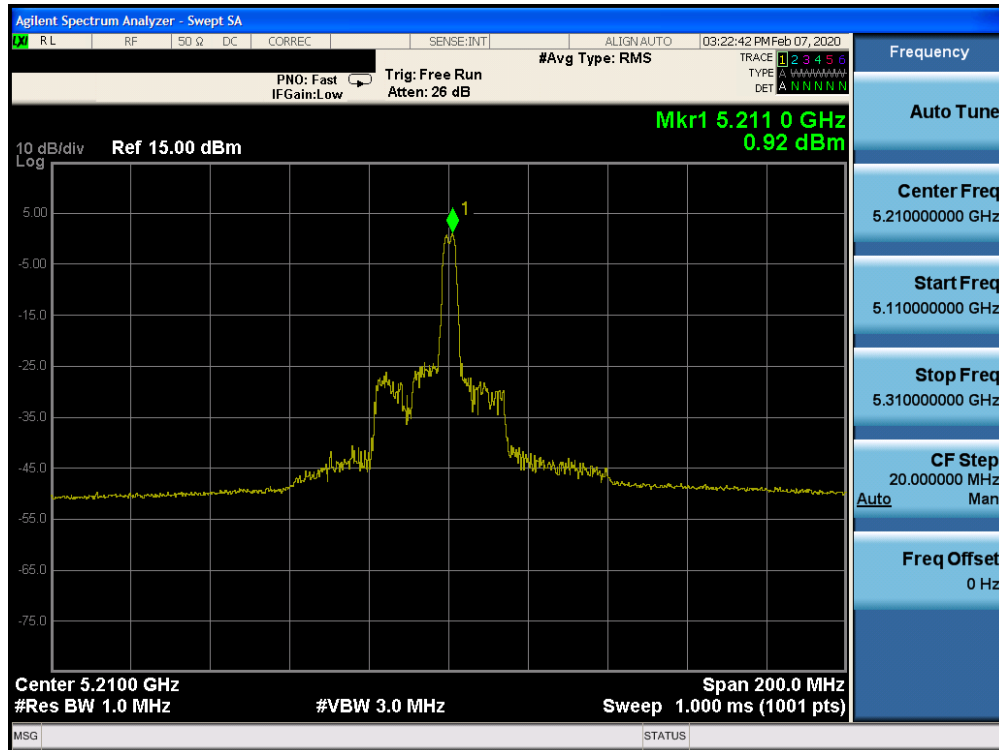 Agilent Spectrum Analyzer - Swept SA
LXI RL RF 50 Ω DC CORREC SENSE:INT ALIGN AUTO 03:22:42 PM Feb 07, 2020
#Avg Type: RMS TRACE 1 2 3 4 5 6
PNO: Fast Trig: Free Run TYPE A WWWWW
IFGain:Low Atten: 26 dB DET A N N N N N
Mkr1 5.211 0 GHz
0.92 dBm
10 dB/div Ref 15.00 dBm
Log
1
5.00
-5.00
-15.0
-25.0
-35.0
-45.0
-55.0
-65.0
-75.0
Center 5.2100 GHz Span 200.0 MHz
#Res BW 1.0 MHz #VBW 3.0 MHz Sweep 1.000 ms (1001 pts)
MSG STATUS
Frequency
Auto Tune
Center Freq
5.210000000 GHz
Start Freq
5.110000000 GHz
Stop Freq
5.310000000 GHz
CF Step
20.000000 MHz
Auto Man
Freq Offset
0 Hz